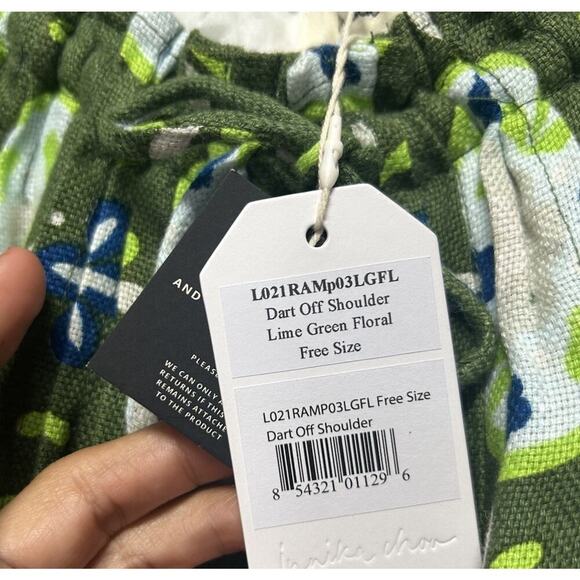 AND
PLEASE
WE CAN ONLY A
RETURNS IF THIS
REMAINS ATTACHE
TO THE PRODUCT
L021RAMp03LGFL
Dart Off Shoulder
Lime Green Floral
Free Size
L021RAMP03LGFL Free Size
Dart Off Shoulder
8 54321 01129 6